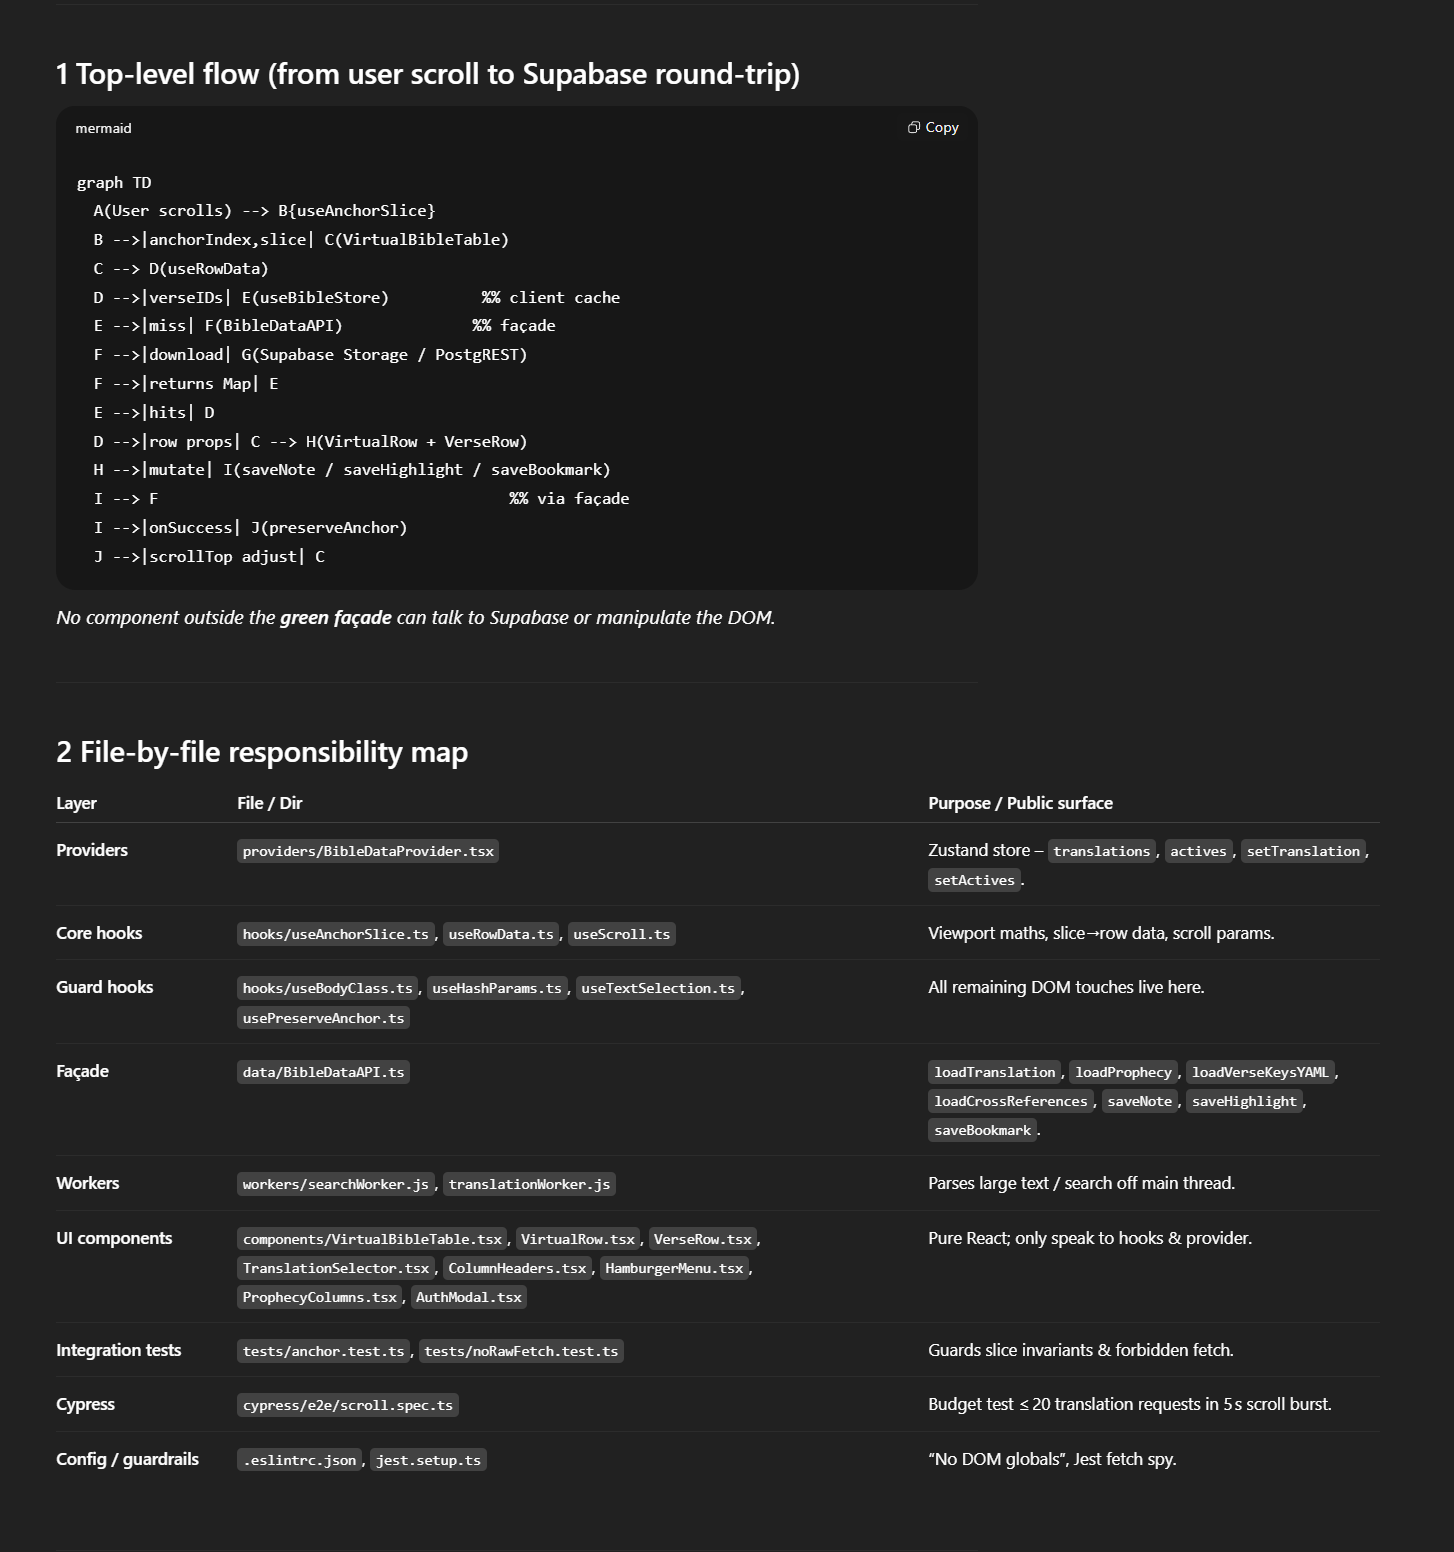 1 Top-level flow (from user scroll to Supabase round-trip)
mermaid
Copy
graph TD
  A(User scrolls) --> B{useAnchorSlice}
  B -->|anchorIndex,slice| C(VirtualBibleTable)
  C --> D(useRowData)
  D -->|verseIDs| E(useBibleStore)          %% client cache
  E -->|miss| F(BibleDataAPI)              %% façade
  F -->|download| G(Supabase Storage / PostgREST)
  F -->|returns Map| E
  E -->|hits| D
  D -->|row props| C --> H(VirtualRow + VerseRow)
  H -->|mutate| I(saveNote / saveHighlight / saveBookmark)
  I --> F                                      %% via façade
  I -->|onSuccess| J(preserveAnchor)
  J -->|scrollTop adjust| C
No component outside the green façade can talk to Supabase or manipulate the DOM.
2 File-by-file responsibility map
Layer File / Dir Purpose / Public surface
Providers providers/BibleDataProvider.tsx Zustand store – translations, actives, setTranslation,
setActives.
Core hooks hooks/useAnchorSlice.ts, useRowData.ts, useScroll.ts Viewport maths, slice→row data, scroll params.
Guard hooks hooks/useBodyClass.ts, useHashParams.ts, useTextSelection.ts, All remaining DOM touches live here.
usePreserveAnchor.ts
Façade data/BibleDataAPI.ts loadTranslation, loadProphecy, loadVerseKeysYAML,
loadCrossReferences, saveNote, saveHighlight,
saveBookmark.
Workers workers/searchWorker.js, translationWorker.js Parses large text / search off main thread.
UI components components/VirtualBibleTable.tsx, VirtualRow.tsx, VerseRow.tsx, Pure React; only speak to hooks & provider.
TranslationSelector.tsx, ColumnHeaders.tsx, HamburgerMenu.tsx,
ProphecyColumns.tsx, AuthModal.tsx
Integration tests tests/anchor.test.ts, tests/noRawFetch.test.ts Guards slice invariants & forbidden fetch.
Cypress cypress/e2e/scroll.spec.ts Budget test ≤ 20 translation requests in 5 s scroll burst.
Config / guardrails .eslintrc.json, jest.setup.ts “No DOM globals”, Jest fetch spy.